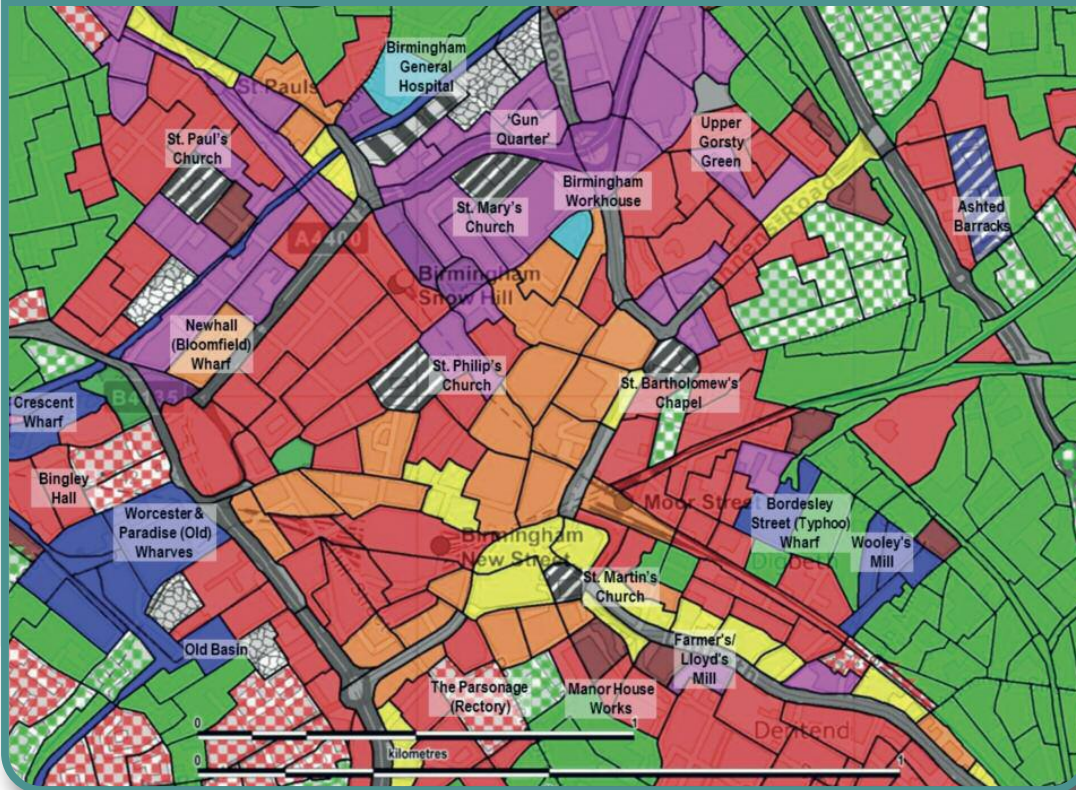 Birmingham
General
Hospital
St Pauls
'Gun
Quarter'
St. Paul's
Church
Upper
Gorsty
Green
Birmingham
Workhouse
St. Mary's
Church
Ashted
Barracks
A4400
Birmingham
Snow Hill
Newhall
(Bloomfield)
Wharf
St. Philip's
Church
St. Bartholomew's
Chapel
B4135
Crescent
Wharf
Bingley
Hall
Worcester &
Paradise (Old)
Wharves
Moor Street
Bordesley
Street (Typhoo)
Wharf
Wooley's
Mill
Digbeth
Birmingham
New Street
St. Martin's
Church
Old Basin
Farmer's/
Lloyd's
Mill
The Parsonage
(Rectory)
Manor House
Works
Deritend
0 1
kilometres
0 1